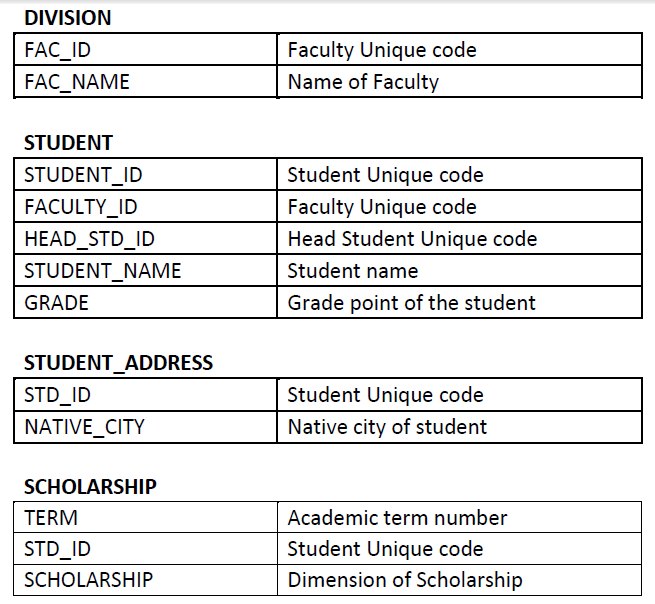 DIVISION
FAC_ID Faculty Unique code
FAC_NAME Name of Faculty
STUDENT
STUDENT_ID Student Unique code
FACULTY_ID Faculty Unique code
HEAD_STD_ID Head Student Unique code
STUDENT_NAME Student name
GRADE Grade point of the student
STUDENT_ADDRESS
STD_ID Student Unique code
NATIVE_CITY Native city of student
SCHOLARSHIP
TERM Academic term number
STD_ID Student Unique code
SCHOLARSHIP Dimension of Scholarship